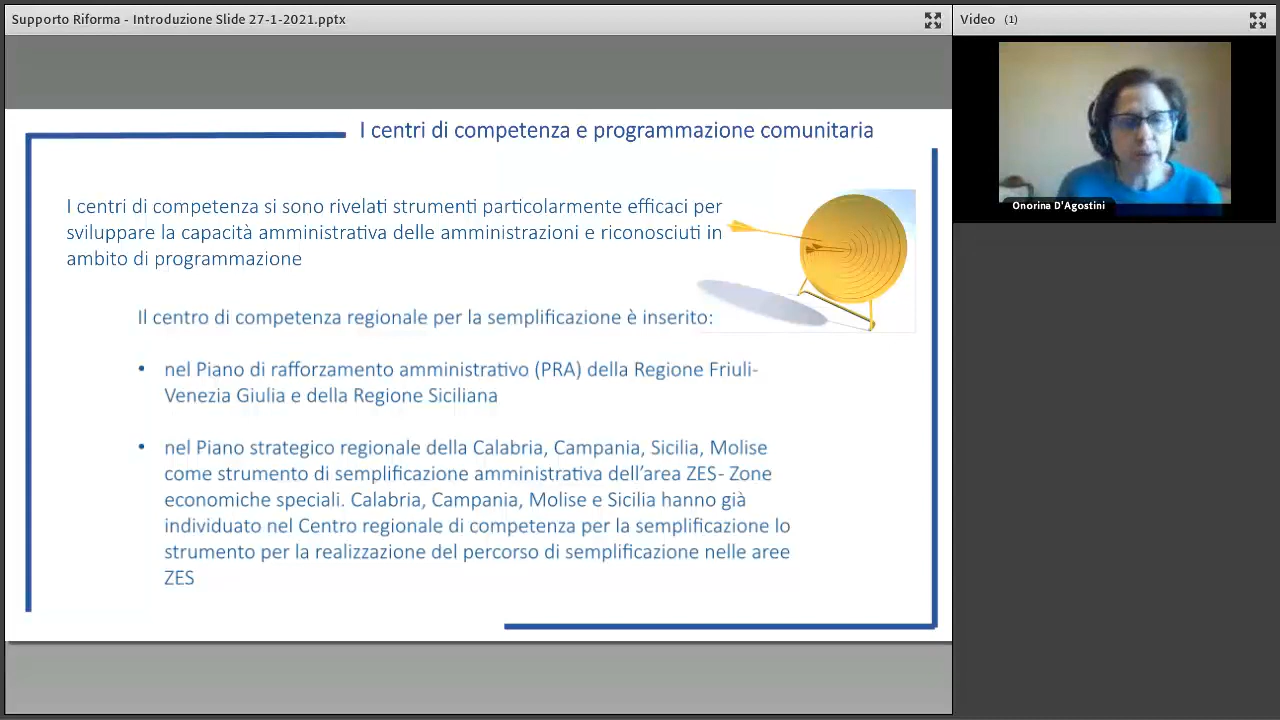 Supporto Riforma - Introduzione Slide 27-1-2021.pptx
Video (1)
I centri di competenza e programmazione comunitaria
I centri di competenza si sono rivelati strumenti particolarmente efficaci per
sviluppare la capacità amministrativa delle amministrazioni e riconosciuti in
ambito di programmazione
Il centro di competenza regionale per la semplificazione è inserito:
• nel Piano di rafforzamento amministrativo (PRA) della Regione Friuli-
Venezia Giulia e della Regione Siciliana
• nel Piano strategico regionale della Calabria, Campania, Sicilia, Molise
come strumento di semplificazione amministrativa dell’area ZES- Zone
economiche speciali. Calabria, Campania, Molise e Sicilia hanno già
individuato nel Centro regionale di competenza per la semplificazione lo
strumento per la realizzazione del percorso di semplificazione nelle aree
ZES
Onorina D'Agostini